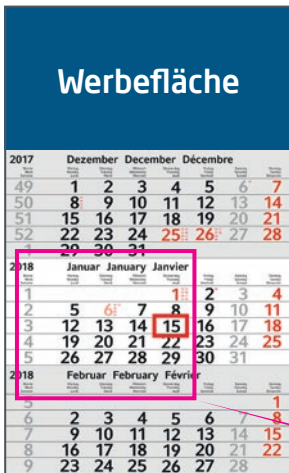 Werbefläche
2017 Dezember December Décembre
49 1 2 3 4 5 6 7
50 8 9 10 11 12 13 14
51 15 16 17 18 19 20 21
52 22 23 24 25 26 27 28
1 29 30 31
2018 Januar January Janvier
1 1 2 3 4
2 5 6 7 8 9 10 11
3 12 13 14 15 16 17 18
4 19 20 21 22 23 24 25
5 26 27 28 29 30 31
2018 Februar February Février
5 1
6 2 3 4 5 6 7 8
7 9 10 11 12 13 14 15
8 16 17 18 19 20 21 22
9 23 24 25 26 27 28